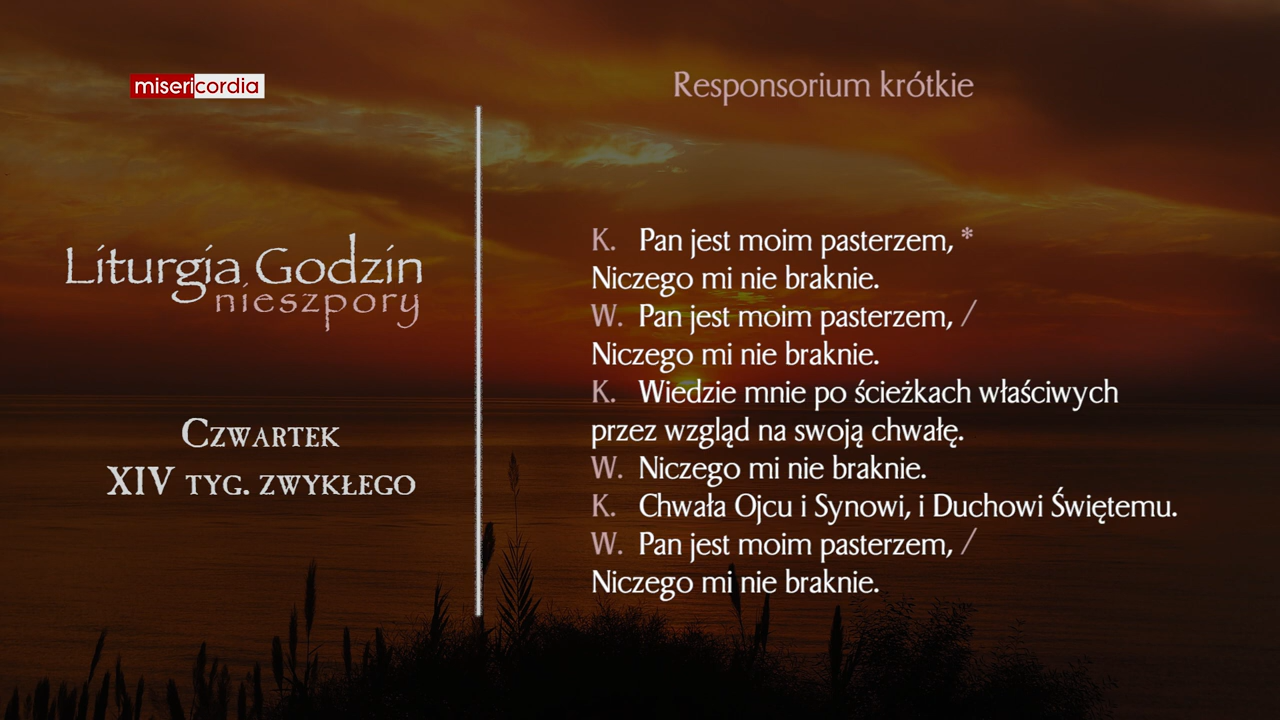 misericordia
Liturgia Godzin
nieszpory
Czwartek
XIV tyg. zwykłego
Responsorium krótkie
K. Pan jest moim pasterzem, *
Niczego mi nie braknie.
W. Pan jest moim pasterzem, /
Niczego mi nie braknie.
K. Wiedzie mnie po ścieżkach właściwych
przez wzgląd na swoją chwałę.
W. Niczego mi nie braknie.
K. Chwała Ojcu i Synowi, i Duchowi Świętemu.
W. Pan jest moim pasterzem, /
Niczego mi nie braknie.